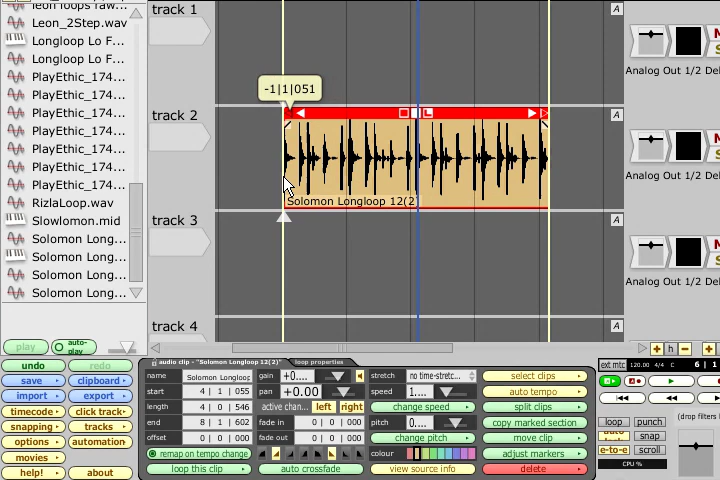 leon loops raw...
Leon_2Step.wav
Longloop Lo F...
Longloop Lo F...
PlayEthic_174...
PlayEthic_174...
PlayEthic_174...
PlayEthic_174...
PlayEthic_174...
PlayEthic_174...
PlayEthic_174...
RizlaLoop.wav
Slowlomon.mid
Solomon Long...
Solomon Long...
Solomon Long...
Solomon Long...
play
auto-play
track 1
A
Analog Out 1/2 De
-1|1|051
track 2
A
Solomon Longloop 12(2)
Analog Out 1/2 De
track 3
A
Analog Out 1/2 De
track 4
A
+ h −
+
undo
redo
save
clipboard
import
export
timecode
click track
snapping
tracks
options
automation
movies
help!
about
audio clip - "Solomon Longloop 12(2)"
loop properties
name
Solomon Longloop
start
4 | 1 | 055
length
4 | 0 | 546
end
8 | 1 | 602
offset
0 | 0 | 000
remap on tempo change
loop this clip
gain
+0....
pan
+0.00
active chan...
left
right
fade in
0 | 0 | 000
fade out
0 | 0 | 000
auto crossfade
stretch
no time-stretc...
speed
1....
change speed
pitch
0....
change pitch
colour
view source info
select clips
auto tempo
split clips
copy marked section
move clip
adjust markers
delete
ext mtc
120.00
4/4
C
6 | 1
loop
punch
snap
e-to-e
scroll
CPU %
(drop filters